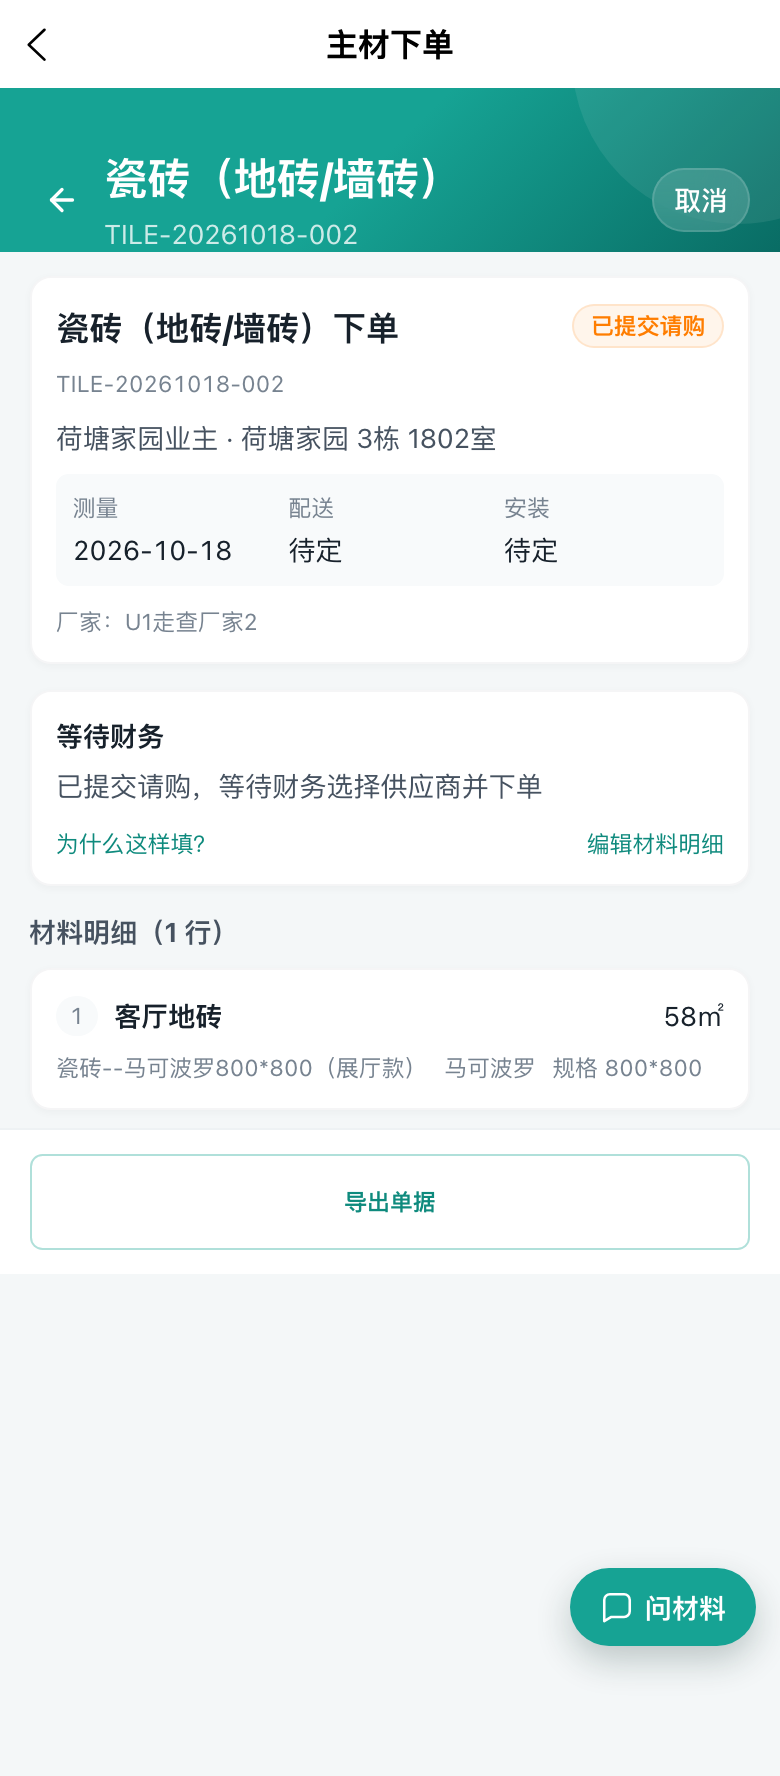 主材下单
瓷砖（地砖/墙砖）
TILE-20261018-002
取消
瓷砖（地砖/墙砖）下单
已提交请购
TILE-20261018-002
荷塘家园业主 · 荷塘家园 3栋 1802室
测量 配送 安装
2026-10-18 待定 待定
厂家：U1走查厂家2
等待财务
已提交请购，等待财务选择供应商并下单
为什么这样填? 编辑材料明细
材料明细（1 行）
1 客厅地砖 58㎡
瓷砖--马可波罗800*800（展厅款） 马可波罗 规格 800*800
导出单据
问材料